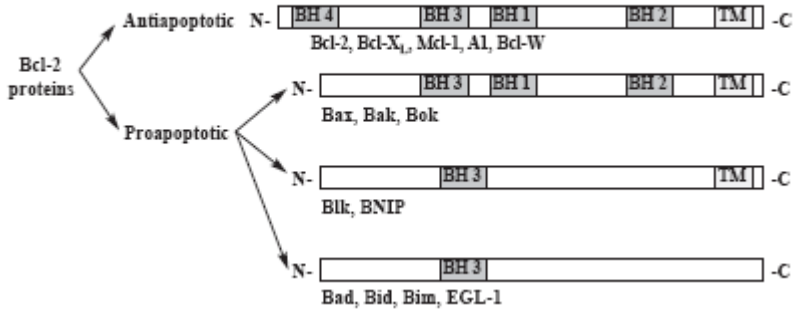 Antiapoptotic N- BH 4 BH 3 BH 1 BH 2 TM -C
Bcl-2, Bcl-XL, Mcl-1, A1, Bcl-W
Bcl-2
proteins
N- BH 3 BH 1 BH 2 TM -C
Bax, Bak, Bok
Proapoptotic
N- BH 3 TM -C
Blk, BNIP
N- BH 3 -C
Bad, Bid, Bim, EGL-1